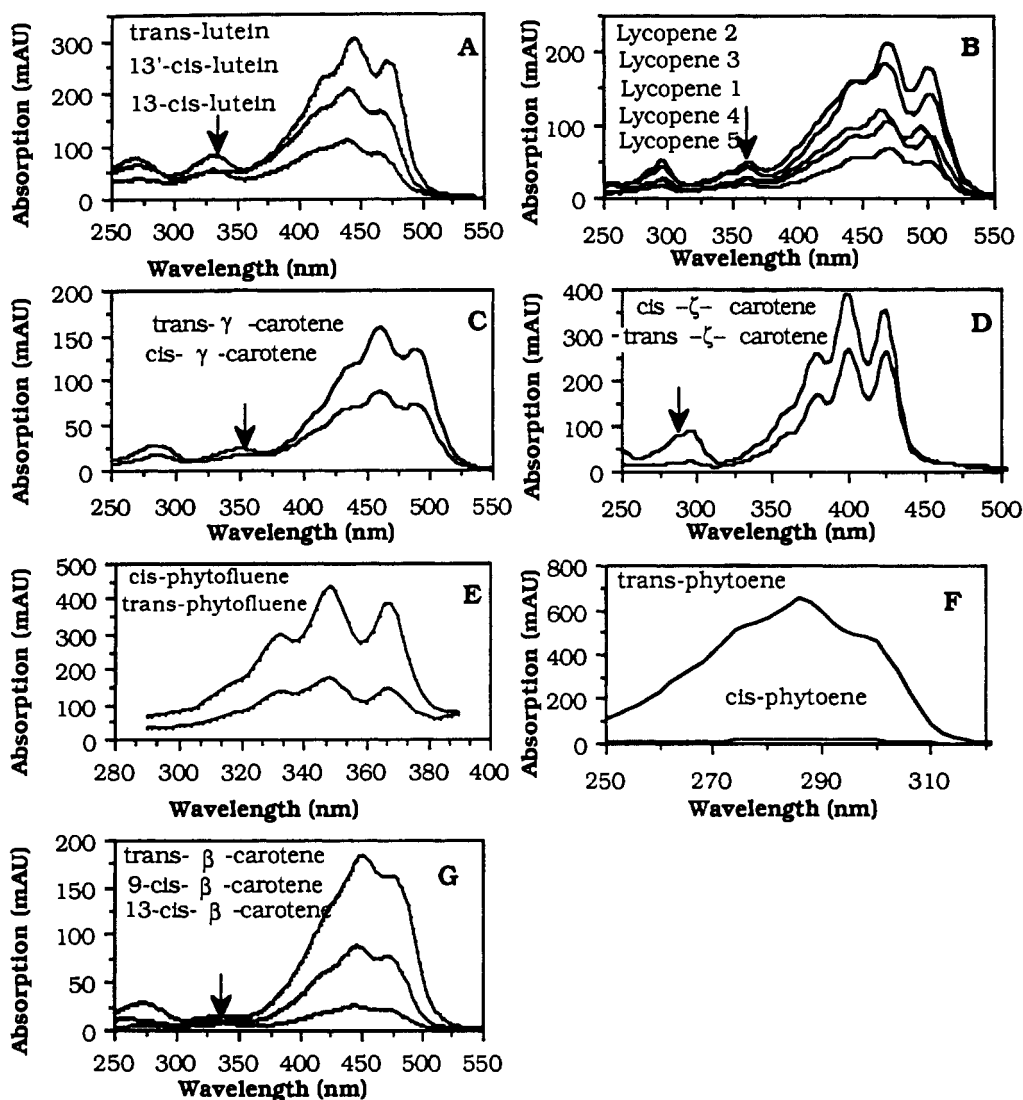 Absorption (mAU)
300
200
100
0
trans-lutein
13'-cis-lutein
13-cis-lutein
A
250 300 350 400 450 500 550
Wavelength (nm)
Absorption (mAU)
200
100
0
Lycopene 2
Lycopene 3
Lycopene 1
Lycopene 4
Lycopene 5
B
250 300 350 400 450 500 550
Wavelength (nm)
Absorption (mAU)
200
150
100
50
0
trans- γ -carotene
cis- γ -carotene
C
250 300 350 400 450 500 550
Wavelength (nm)
Absorption (mAU)
400
300
200
100
0
cis -ζ- carotene
trans -ζ- carotene
D
250 300 350 400 450 500
Wavelength (nm)
Absorption (mAU)
500
400
300
200
100
0
cis-phytofluene
trans-phytofluene
E
280 300 320 340 360 380 400
Wavelength (nm)
Absorption (mAU)
800
600
400
200
0
trans-phytoene
F
cis-phytoene
250 270 290 310
Wavelength (nm)
Absorption (mAU)
200
150
100
50
0
trans- β -carotene
9-cis- β -carotene
13-cis- β -carotene
G
250 300 350 400 450 500 550
Wavelength (nm)